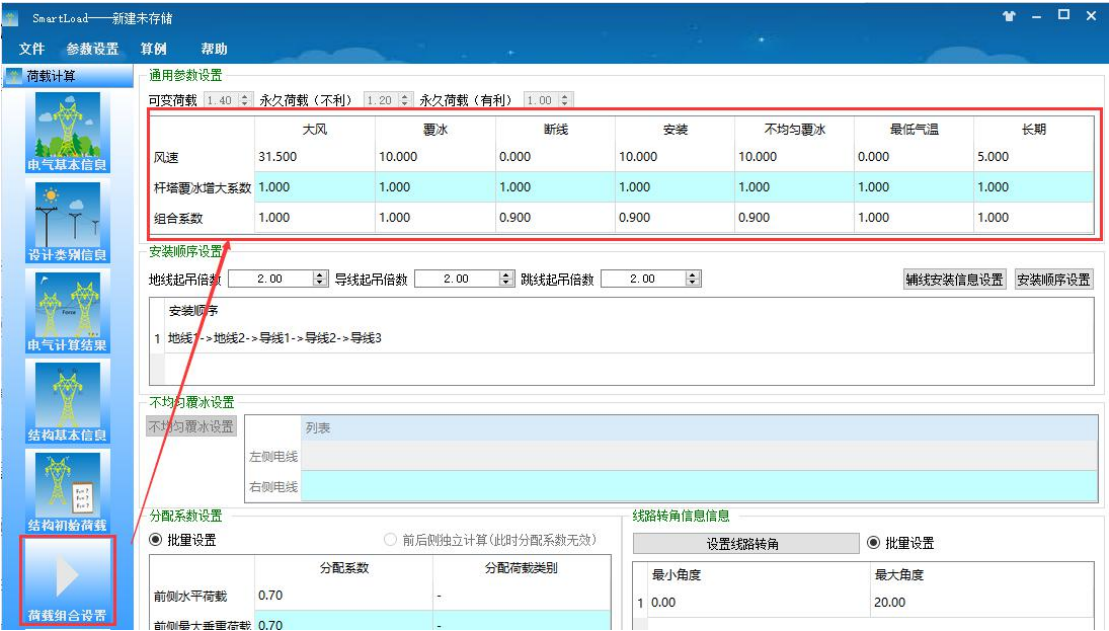 SmartLoad——新建未存储
文件 参数设置 算例 帮助
荷载计算
电气基本信息
设计类别信息
Force
电气计算结果
结构基本信息
结构初始荷载
荷载组合设置
通用参数设置
可变荷载 1.40 永久荷载（不利） 1.20 永久荷载（有利） 1.00
大风 覆冰 断线 安装 不均匀覆冰 最低气温 长期
风速 31.500 10.000 0.000 10.000 10.000 0.000 5.000
杆塔覆冰增大系数 1.000 1.000 1.000 1.000 1.000 1.000 1.000
组合系数 1.000 1.000 0.900 0.900 0.900 1.000 1.000
安装顺序设置
地线起吊倍数 2.00 导线起吊倍数 2.00 跳线起吊倍数 2.00 辅线安装信息设置 安装顺序设置
安装顺序
1 地线1->地线2->导线1->导线2->导线3
不均匀覆冰设置
不均匀覆冰设置 列表
左侧电线
右侧电线
分配系数设置
批量设置 前后侧独立计算(此时分配系数无效)
分配系数 分配荷载类别
前侧水平荷载 0.70 -
前侧最大垂重荷载 0.70 -
线路转角信息信息
设置线路转角 批量设置
最小角度 最大角度
1 0.00 20.00